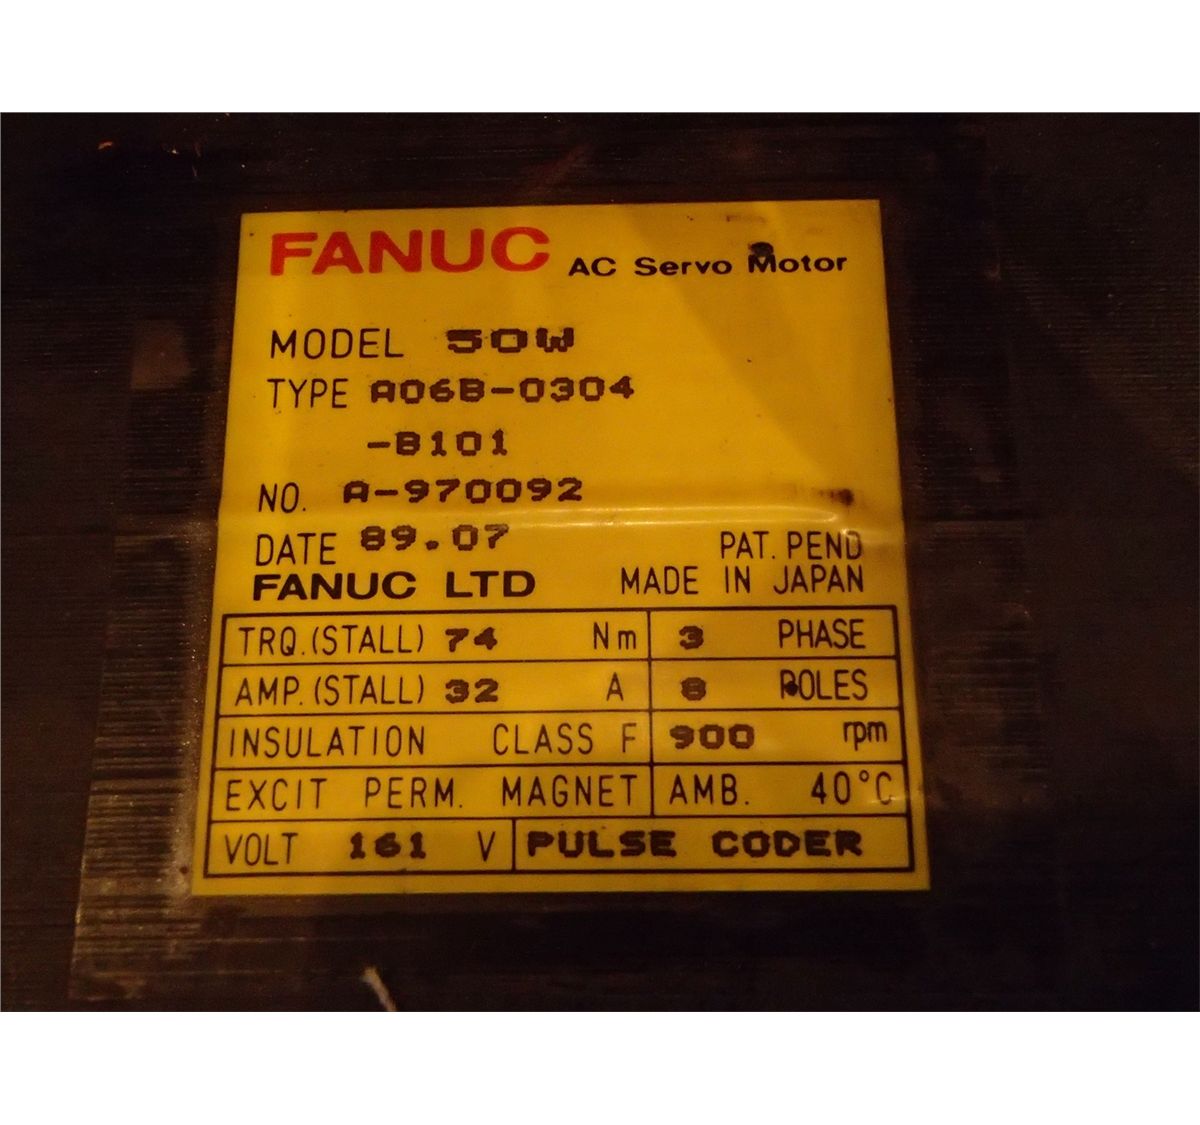 FANUC AC Servo Motor
MODEL 50W
TYPE A06B-0304
-B101
NO. A-970092
DATE 89.07 PAT. PEND
FANUC LTD MADE IN JAPAN
TRQ.(STALL) 74 Nm 3 PHASE
AMP.(STALL) 32 A 8 POLES
INSULATION CLASS F 900 rpm
EXCIT PERM. MAGNET AMB. 40°C
VOLT 161 V PULSE CODER